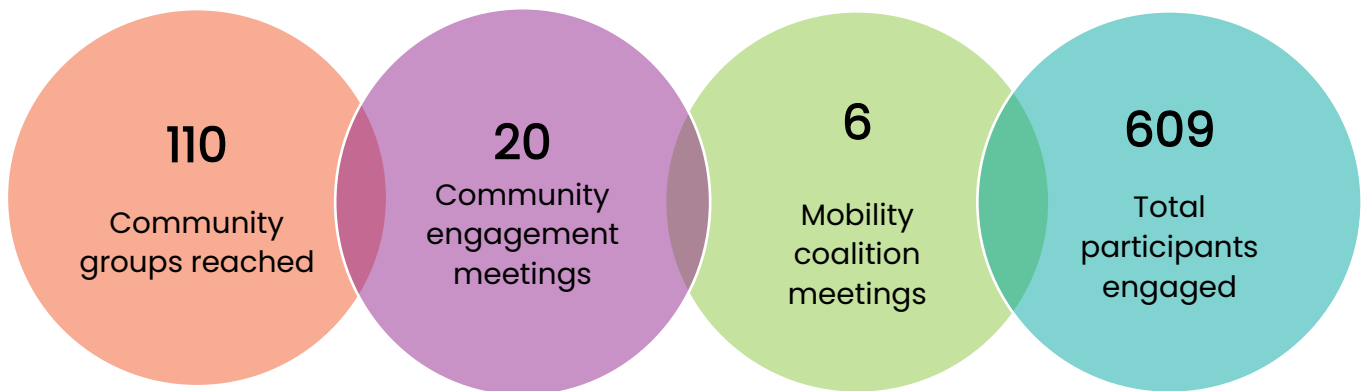 110
Community
groups reached
20
Community
engagement
meetings
6
Mobility
coalition
meetings
609
Total
participants
engaged